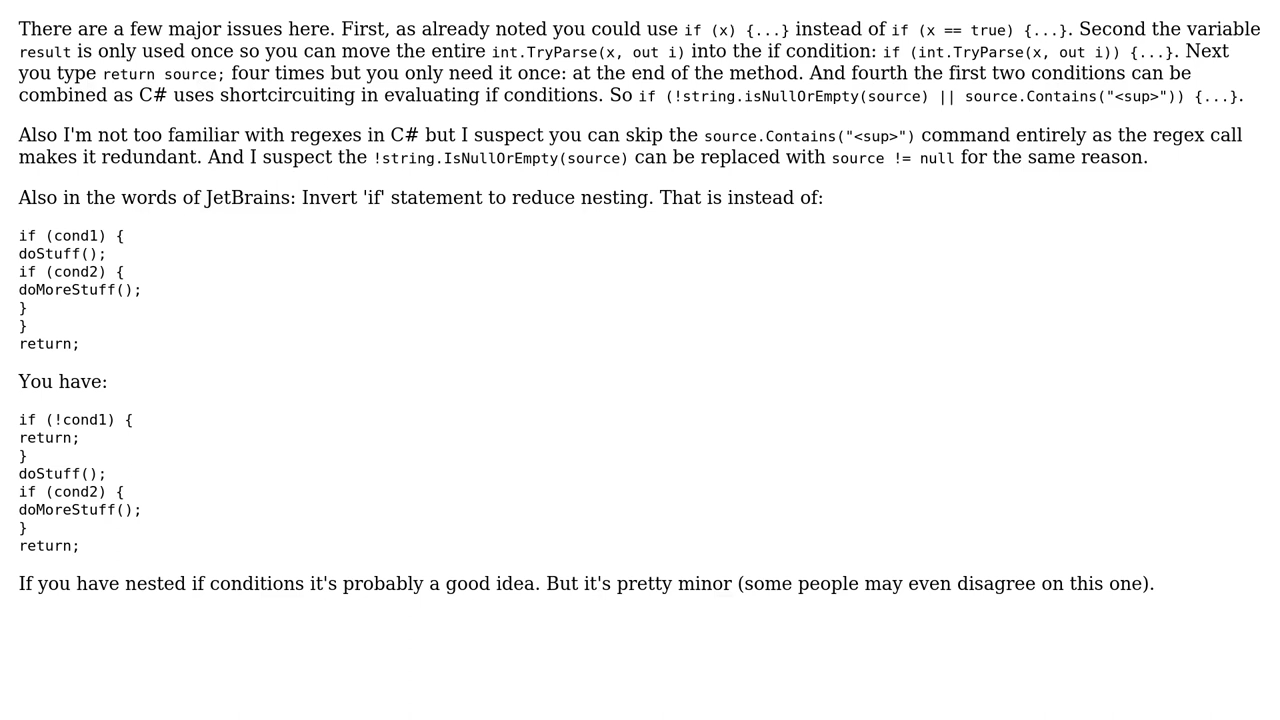 There are a few major issues here. First, as already noted you could use if (x) {...} instead of if (x == true) {...}. Second the variable
result is only used once so you can move the entire int.TryParse(x, out i) into the if condition: if (int.TryParse(x, out i)) {...}. Next
you type return source; four times but you only need it once: at the end of the method. And fourth the first two conditions can be
combined as C# uses shortcircuiting in evaluating if conditions. So if (!string.isNullOrEmpty(source) || source.Contains("<sup>")) {...}.
Also I'm not too familiar with regexes in C# but I suspect you can skip the source.Contains("<sup>") command entirely as the regex call
makes it redundant. And I suspect the !string.IsNullOrEmpty(source) can be replaced with source != null for the same reason.
Also in the words of JetBrains: Invert 'if' statement to reduce nesting. That is instead of:
if (cond1) {
doStuff();
if (cond2) {
doMoreStuff();
}
}
return;
You have:
if (!cond1) {
return;
}
doStuff();
if (cond2) {
doMoreStuff();
}
return;
If you have nested if conditions it's probably a good idea. But it's pretty minor (some people may even disagree on this one).